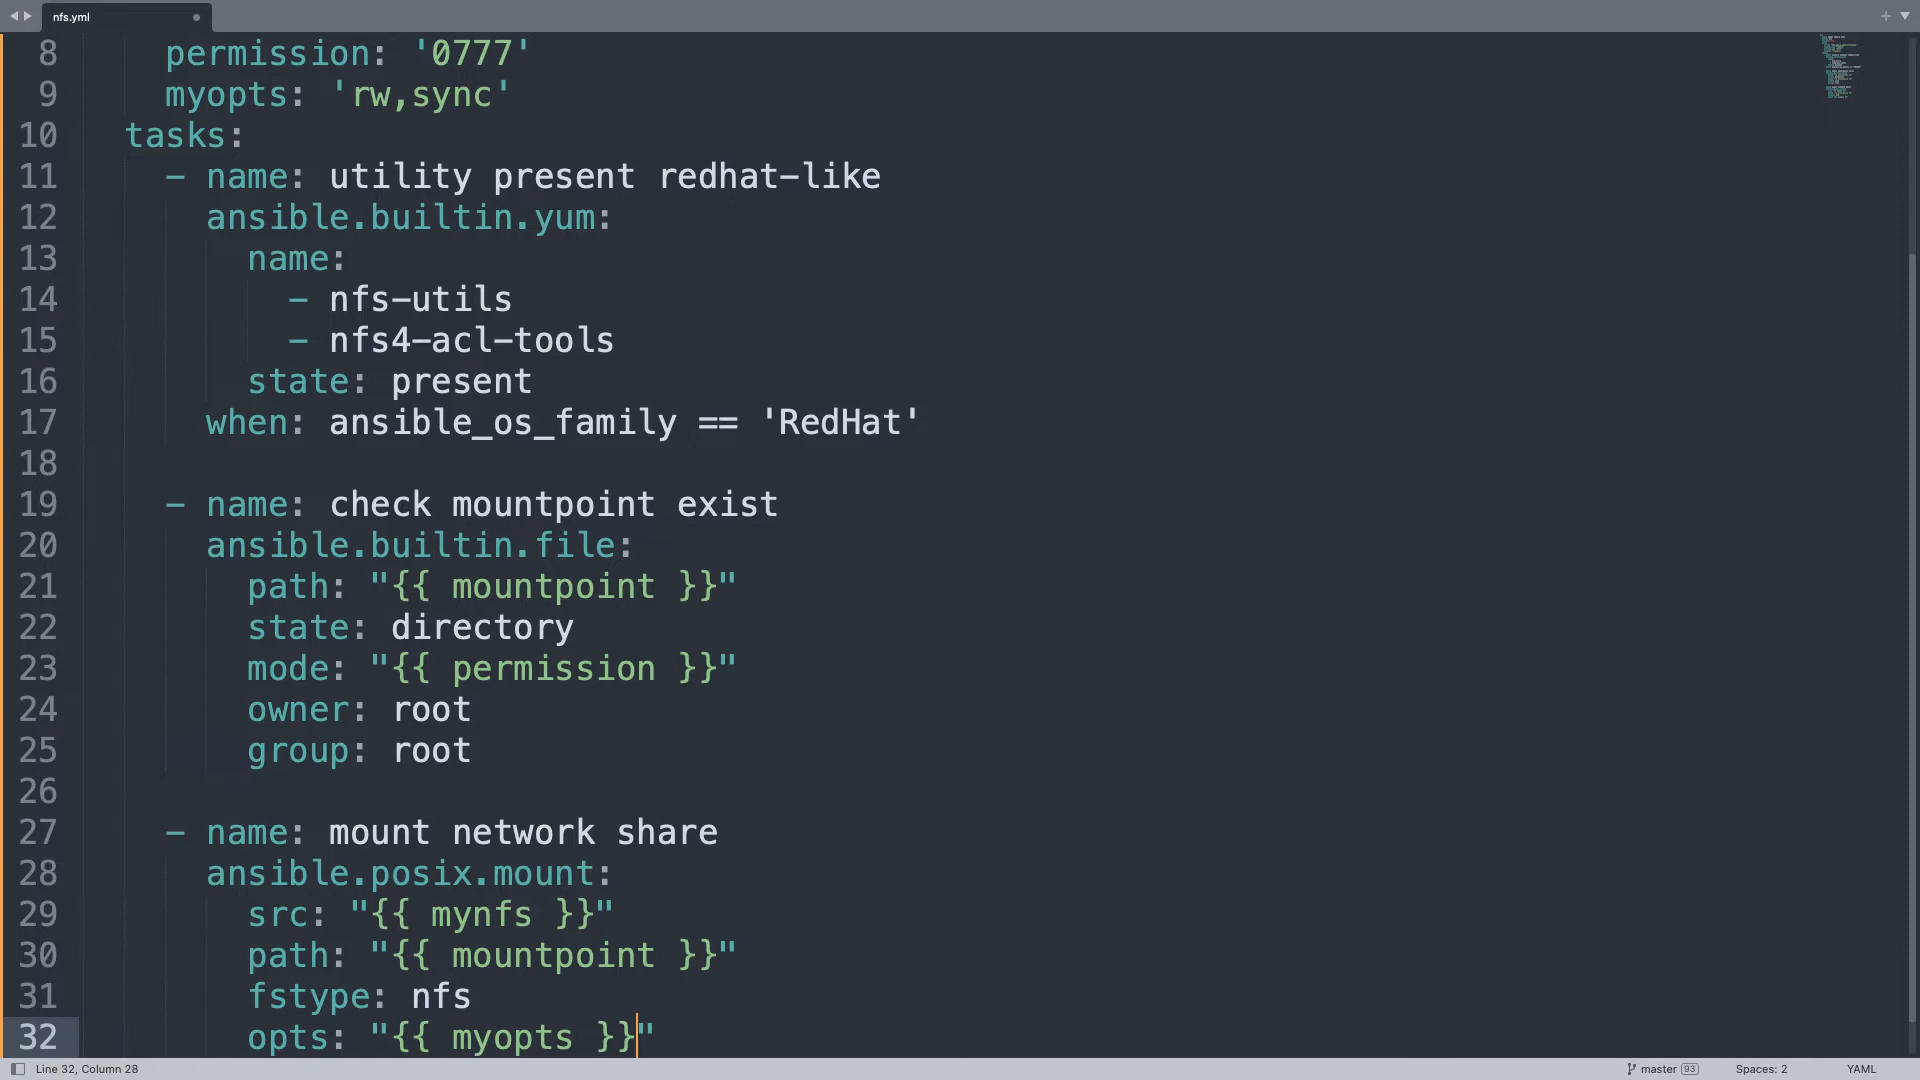 nfs.yml
8 permission: '0777'
9 myopts: 'rw,sync'
10 tasks:
11 - name: utility present redhat-like
12 ansible.builtin.yum:
13 name:
14 - nfs-utils
15 - nfs4-acl-tools
16 state: present
17 when: ansible_os_family == 'RedHat'
18
19 - name: check mountpoint exist
20 ansible.builtin.file:
21 path: "{{ mountpoint }}"
22 state: directory
23 mode: "{{ permission }}"
24 owner: root
25 group: root
26
27 - name: mount network share
28 ansible.posix.mount:
29 src: "{{ mynfs }}"
30 path: "{{ mountpoint }}"
31 fstype: nfs
32 opts: "{{ myopts }}"
Line 32, Column 28 master 93 Spaces: 2 YAML